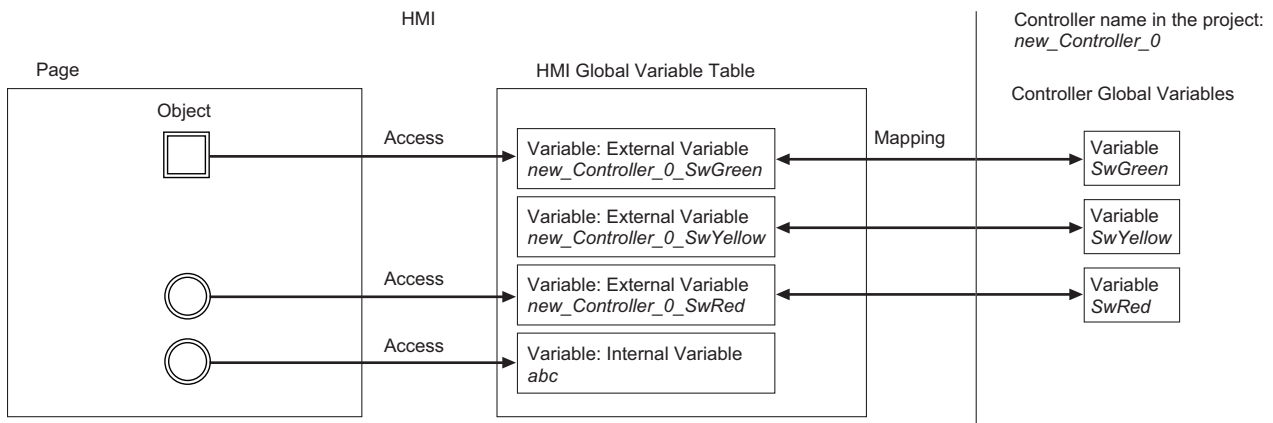 HMI
Controller name in the project:
new_Controller_0
Page
HMI Global Variable Table
Controller Global Variables
Object
Access
Variable: External Variable
new_Controller_0_SwGreen
Mapping
Variable
SwGreen
Variable: External Variable
new_Controller_0_SwYellow
Variable
SwYellow
Access
Variable: External Variable
new_Controller_0_SwRed
Variable
SwRed
Access
Variable: Internal Variable
abc